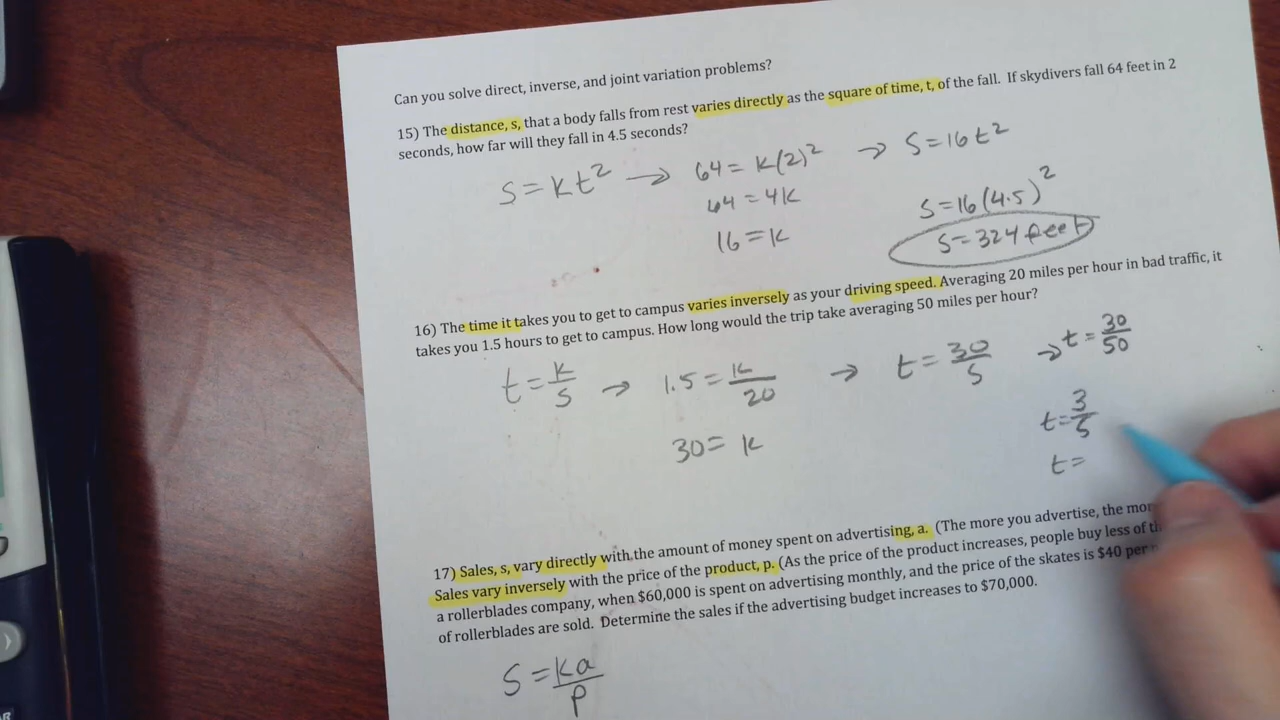 Can you solve direct, inverse, and joint variation problems?
15) The distance, s, that a body falls from rest varies directly as the square of time, t, of the fall. If skydivers fall 64 feet in 2
seconds, how far will they fall in 4.5 seconds?
s = kt² → 64 = k(2)² → s = 16t²
64 = 4k
s = 16(4.5)²
16 = k
s = 324 feet
16) The time it takes you to get to campus varies inversely as your driving speed. Averaging 20 miles per hour in bad traffic, it
takes you 1.5 hours to get to campus. How long would the trip take averaging 50 miles per hour?
t = k/s → 1.5 = k/20 → t = 30/s → t = 30/50
30 = k
t = 3/5
t =
17) Sales, s, vary directly with the amount of money spent on advertising, a. (The more you advertise, the
Sales vary inversely with the price of the product, p. (As the price of the product increases, people buy less of
a rollerblades company, when $60,000 is spent on advertising monthly, and the price of the skates is $40 per
of rollerblades are sold. Determine the sales if the advertising budget increases to $70,000.
S = ka/p